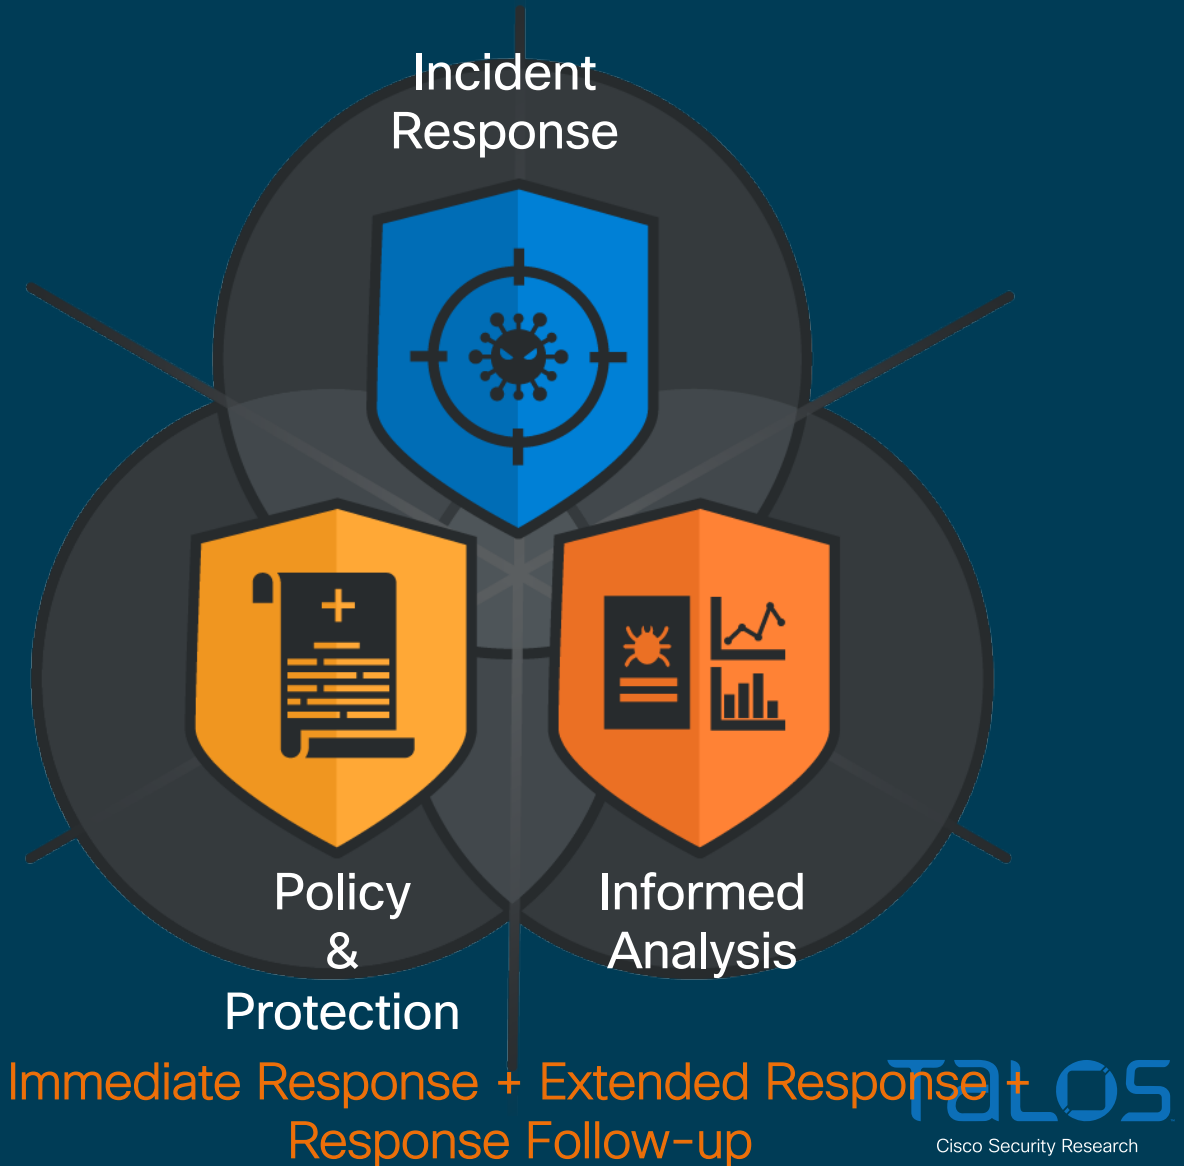 Incident
Response
Policy
&
Protection
Informed
Analysis
Immediate Response + Extended Response +
Response Follow-up
TALOS
Cisco Security Research